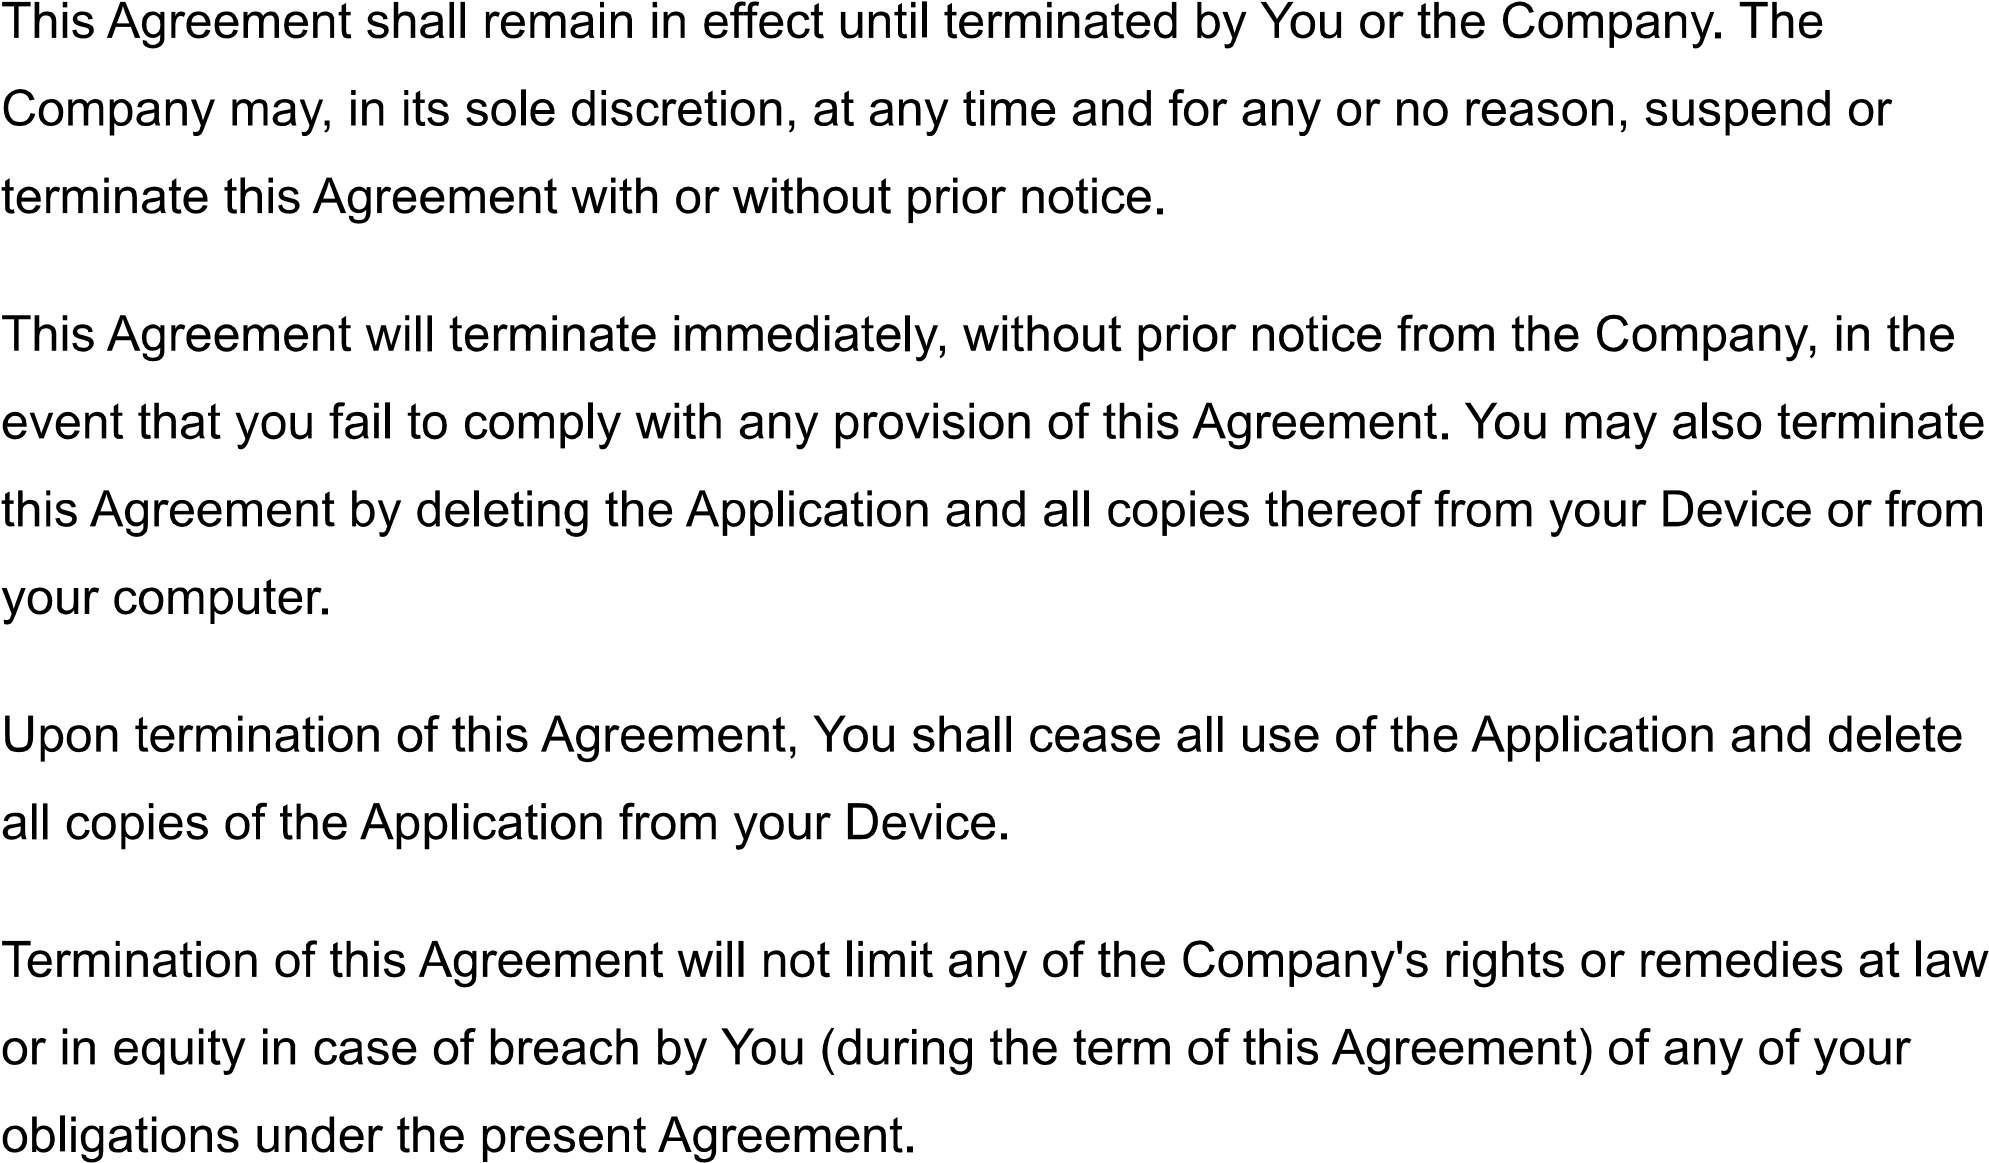 This Agreement shall remain in effect until terminated by You or the Company. The
Company may, in its sole discretion, at any time and for any or no reason, suspend or
terminate this Agreement with or without prior notice.
This Agreement will terminate immediately, without prior notice from the Company, in the
event that you fail to comply with any provision of this Agreement. You may also terminate
this Agreement by deleting the Application and all copies thereof from your Device or from
your computer.
Upon termination of this Agreement, You shall cease all use of the Application and delete
all copies of the Application from your Device.
Termination of this Agreement will not limit any of the Company's rights or remedies at law
or in equity in case of breach by You (during the term of this Agreement) of any of your
obligations under the present Agreement.